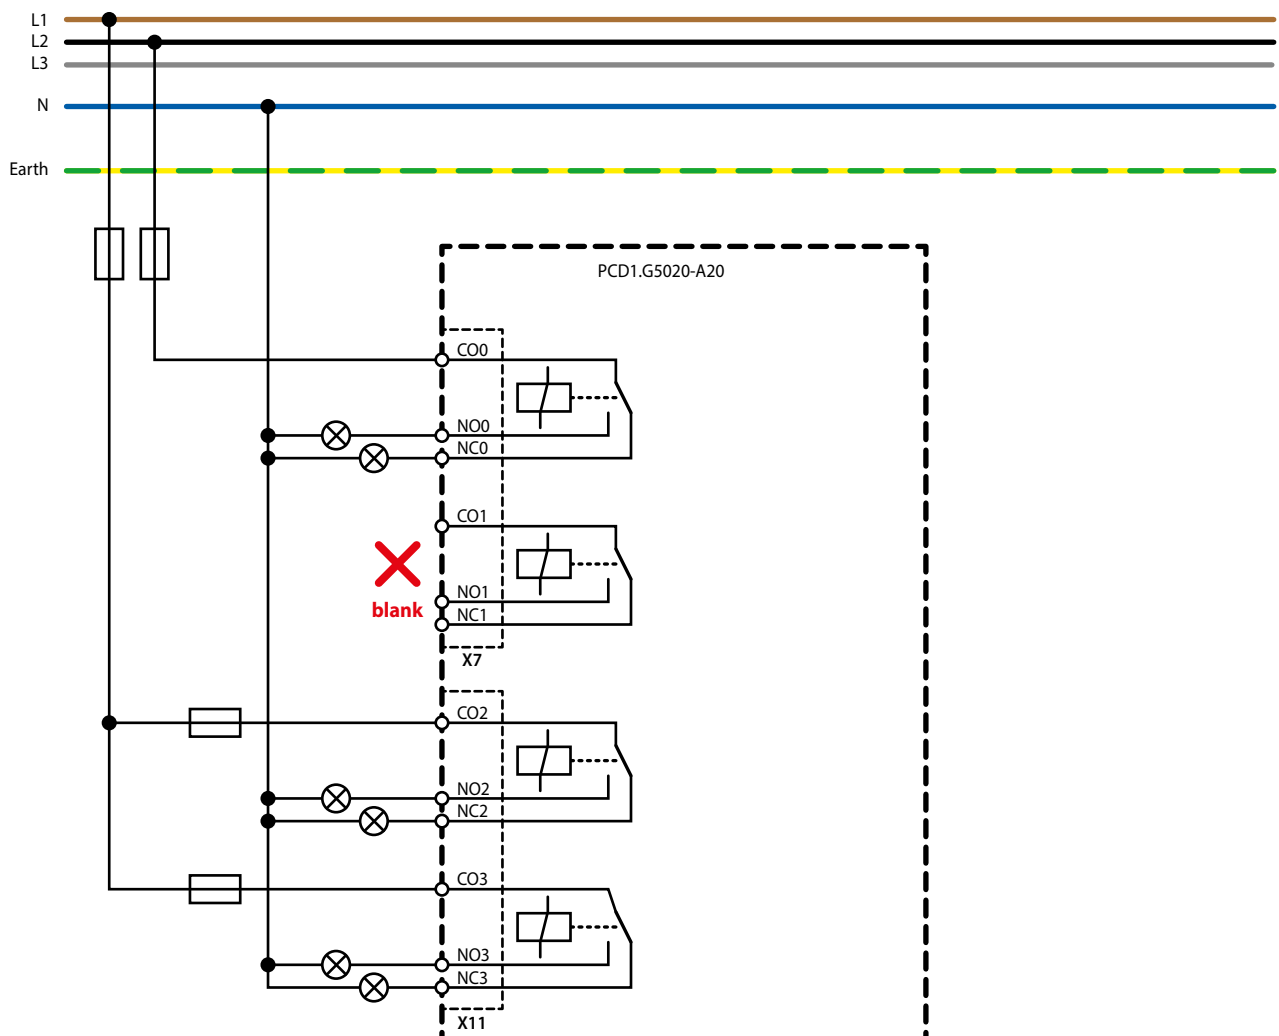 L1
L2
L3
N
Earth
PCD1.G5020-A20
CO0
NO0
NC0
CO1
NO1
blank
NC1
X7
CO2
NO2
NC2
CO3
NO3
NC3
X11